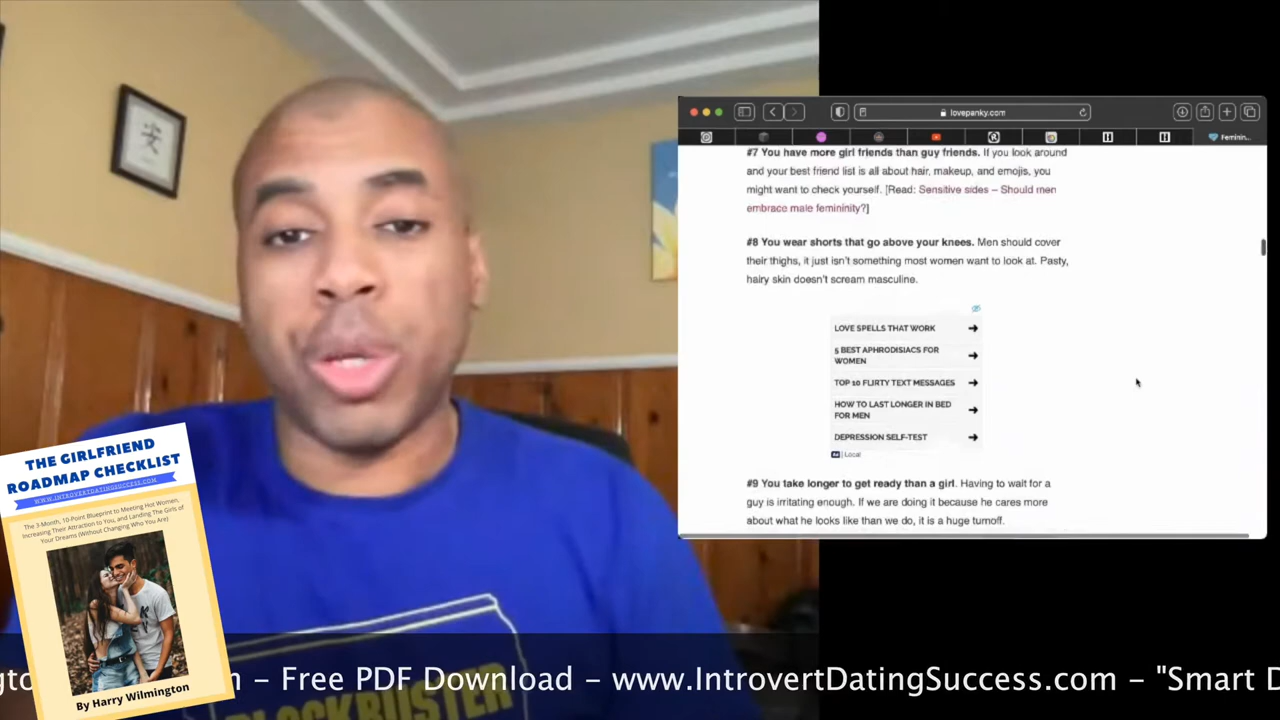 安
lovepanky.com
Feminin...
#7 You have more girl friends than guy friends. If you look around
and your best friend list is all about hair, makeup, and emojis, you
might want to check yourself. [Read: Sensitive sides – Should men
embrace male femininity?]
#8 You wear shorts that go above your knees. Men should cover
their thighs, it just isn't something most women want to look at. Pasty,
hairy skin doesn't scream masculine.
LOVE SPELLS THAT WORK
5 BEST APHRODISIACS FOR
WOMEN
TOP 10 FLIRTY TEXT MESSAGES
HOW TO LAST LONGER IN BED
FOR MEN
DEPRESSION SELF-TEST
Ad | Local
#9 You take longer to get ready than a girl. Having to wait for a
guy is irritating enough. If we are doing it because he cares more
about what he looks like than we do, it is a huge turnoff.
THE GIRLFRIEND
ROADMAP CHECKLIST
WWW.INTROVERTDATINGSUCCESS.COM
The 3-Month, 10-Point Blueprint to Meeting Hot Women,
Increasing Their Attraction to You, and Landing The Girls of
Your Dreams (Without Changing Who You Are)
By Harry Wilmington
BLOCKBUSTER
– Free PDF Download – www.IntrovertDatingSuccess.com – "Smart D